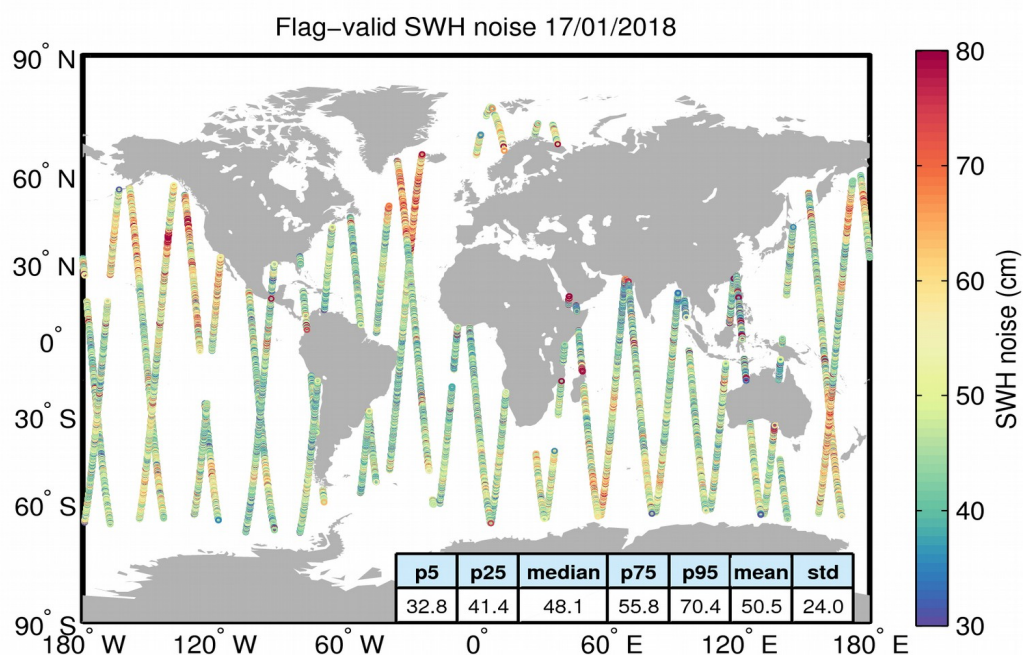 Flag−valid SWH noise 17/01/2018
90° N
60° N
30° N
0°
30° S
60° S
90° S
180° W
120° W
60° W
0°
60° E
120° E
180° E
p5 p25 median p75 p95 mean std
32.8 41.4 48.1 55.8 70.4 50.5 24.0
80
70
60
50
40
30
SWH noise (cm)